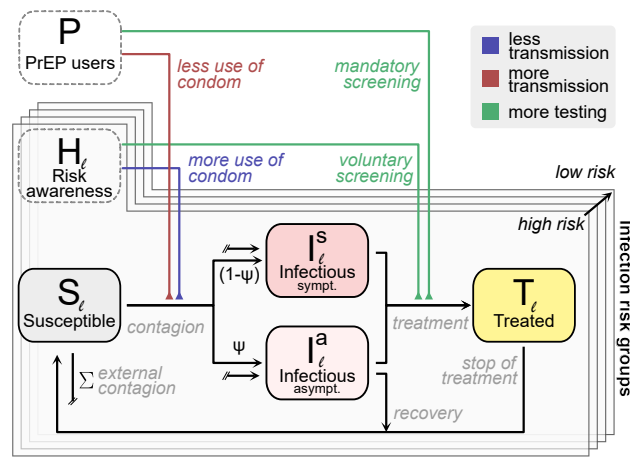 P
PrEP users
less use of
condom
mandatory
screening
less
transmission
more
transmission
more testing
Hℓ
Risk
awareness
more use of
condom
voluntary
screening
low risk
high risk
Infection risk groups
Sℓ
Susceptible
contagion
(1-ψ)
Iℓˢ
Infectious
sympt.
ψ
Iℓᵃ
Infectious
asympt.
treatment
Tℓ
Treated
∑ external
contagion
stop of
treatment
recovery